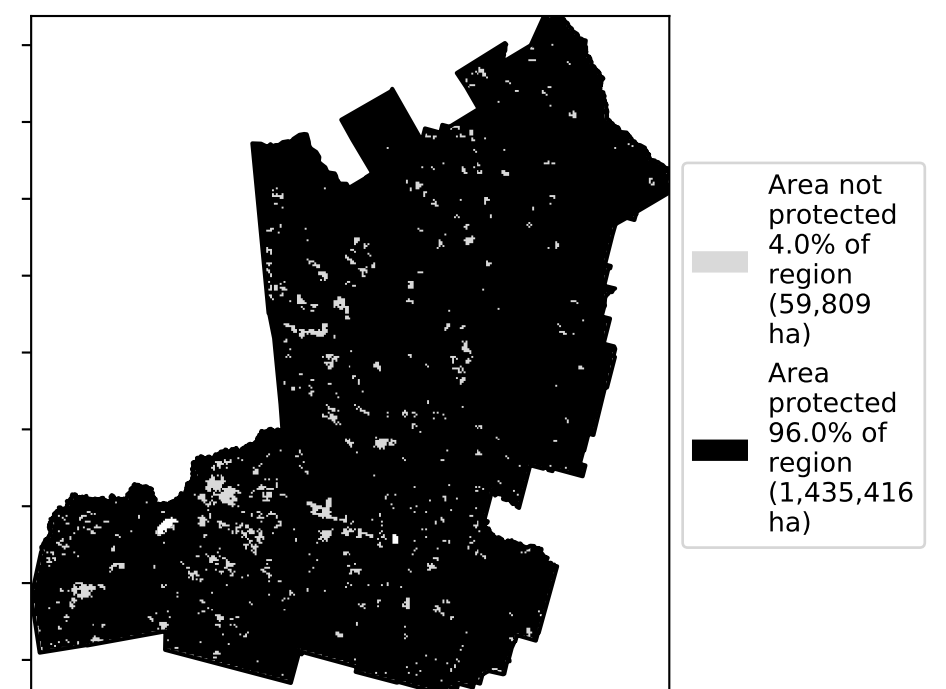 Area not
protected
4.0% of
region
(59,809
ha)
Area
protected
96.0% of
region
(1,435,416
ha)